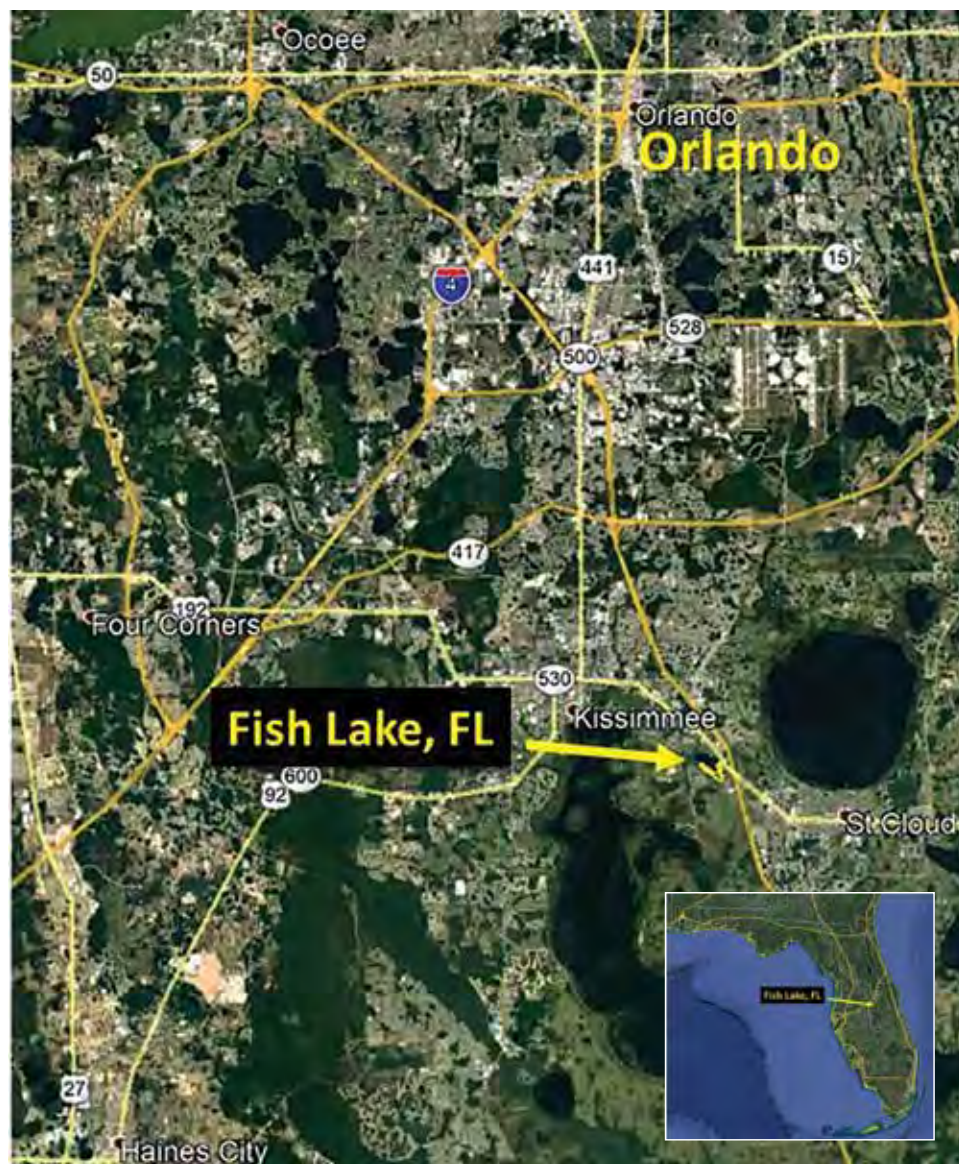 Ocoee
50
Orlando
Orlando
15
441
4
528
500
417
192
Four Corners
530
Kissimmee
Fish Lake, FL
600
92
St Cloud
Fish Lake, FL
27
Haines City